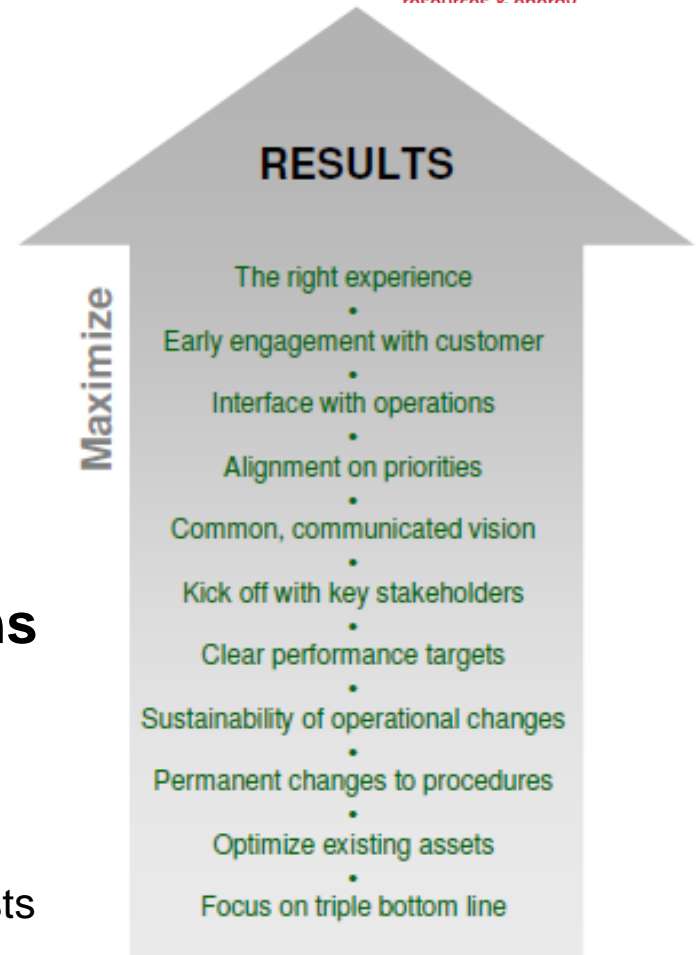 resources & energy
RESULTS
Maximize
The right experience
•
Early engagement with customer
•
Interface with operations
•
Alignment on priorities
•
Common, communicated vision
•
Kick off with key stakeholders
•
Clear performance targets
•
Sustainability of operational changes
•
Permanent changes to procedures
•
Optimize existing assets
•
Focus on triple bottom line